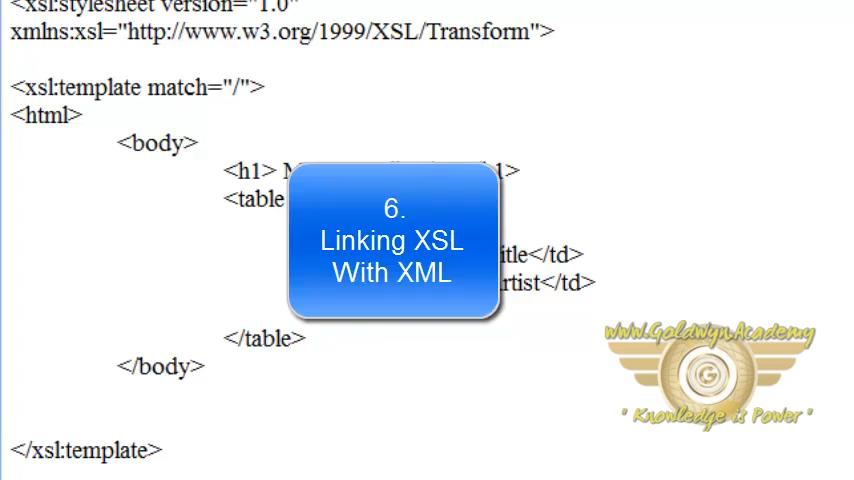 <xsl:stylesheet version="1.0"
xmlns:xsl="http://www.w3.org/1999/XSL/Transform">
<xsl:template match="/">
<html>
<body>
<h1>
<table
6.
Linking XSL
With XML
</td>
</td>
</table>
</body>
</xsl:template>
www.Goldwyn.Academy
G
" Knowledge is Power "